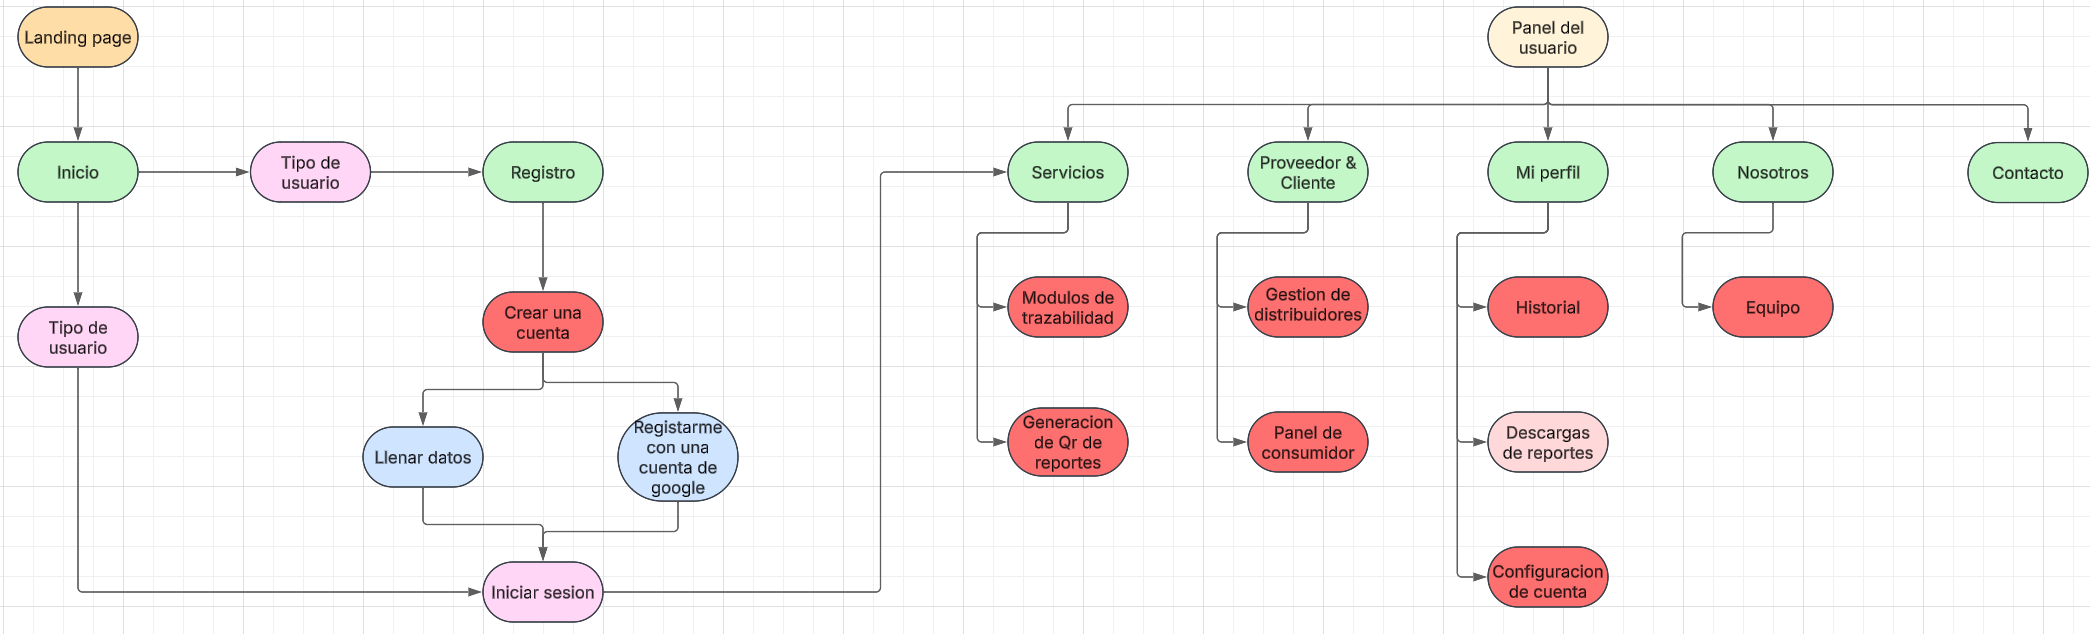 Landing page
Panel del
usuario
Inicio
Tipo de
usuario
Registro
Servicios
Proveedor &
Cliente
Mi perfil
Nosotros
Contacto
Tipo de
usuario
Crear una
cuenta
Modulos de
trazabilidad
Gestion de
distribuidores
Historial
Equipo
Llenar datos
Registarme
con una
cuenta de
google
Generacion
de Qr de
reportes
Panel de
consumidor
Descargas
de reportes
Iniciar sesion
Configuracion
de cuenta